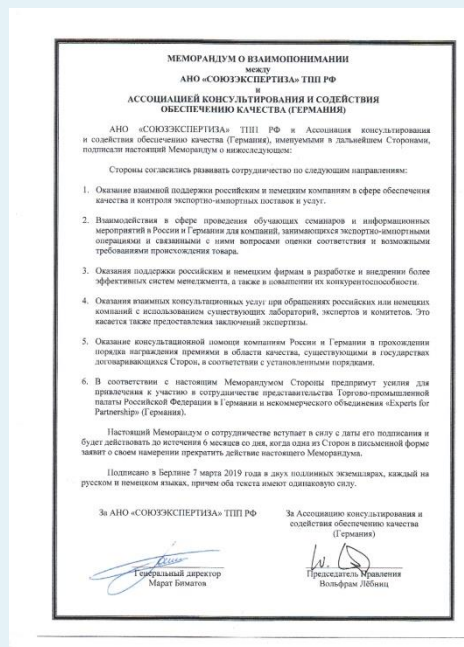 МЕМОРАНДУМ О ВЗАИМОПОНИМАНИИ
между
АНО «СОЮЗЭКСПЕРТИЗА» ТПП РФ
и
АССОЦИАЦИЕЙ КОНСУЛЬТИРОВАНИЯ И СОДЕЙСТВИЯ
ОБЕСПЕЧЕНИЮ КАЧЕСТВА (ГЕРМАНИЯ)
АНО «СОЮЗЭКСПЕРТИЗА» ТПП РФ и Ассоциация консультирования
и содействия обеспечению качества (Германия), именуемыми в дальнейшем Сторонами,
подписали настоящий Меморандум о нижеследующем:
Стороны согласились развивать сотрудничество по следующим направлениям:
1. Оказание взаимной поддержки российским и немецким компаниям в сфере обеспечения
качества и контроля экспортно-импортных поставок и услуг.
2. Взаимодействия в сфере проведения обучающих семинаров и информационных
мероприятий в России и Германии для компаний, занимающихся экспортно-импортными
операциями и связанными с ними вопросами оценки соответствия и возможными
требованиями происхождения товара.
3. Оказания поддержки российским и немецким фирмам в разработке и внедрении более
эффективных систем менеджмента, а также в повышении их конкурентоспособности.
4. Оказания взаимных консультационных услуг при обращениях российских или немецких
компаний с использованием существующих лабораторий, экспертов и комитетов. Это
касается также предоставления заключений экспертизы.
5. Оказание консультационной помощи компаниям России и Германии в прохождении
порядка награждения премиями в области качества, существующими в государствах
договаривающихся Сторон, в соответствии с установленными порядками.
6. В соответствии с настоящим Меморандумом Стороны предпримут усилия для
привлечения к участию в сотрудничестве представительства Торгово-промышленной
палаты Российской Федерации в Германии и некоммерческого объединения «Experts for
Partnership» (Германия).
Настоящий Меморандум о сотрудничестве вступает в силу с даты его подписания и
будет действовать до истечения 6 месяцев со дня, когда одна из Сторон в письменной форме
заявит о своем намерении прекратить действие настоящего Меморандума.
Подписано в Берлине 7 марта 2019 года в двух подлинных экземплярах, каждый на
русском и немецком языках, причем оба текста имеют одинаковую силу.
За АНО «СОЮЗЭКСПЕРТИЗА» ТПП РФ
Генеральный директор
Марат Биматов
За Ассоциацию консультирования и
содействия обеспечению качества
(Германия)
Председатель Правления
Вольфрам Лёбниц